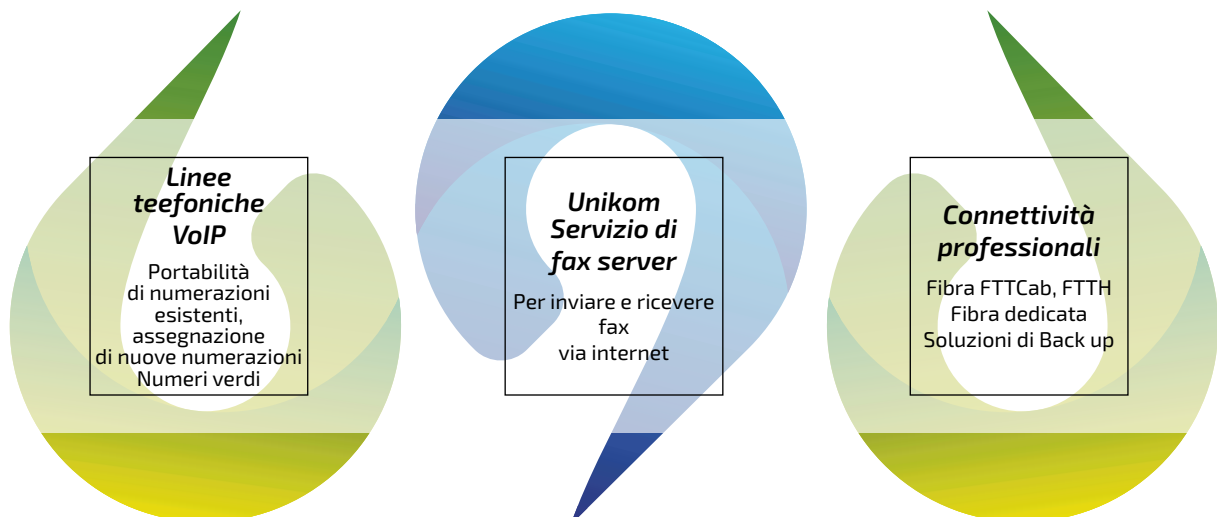 Linee
teefoniche
VoIP
Portabilità
di numerazioni
esistenti,
assegnazione
di nuove numerazioni
Numeri verdi
Unikom
Servizio di
fax server
Per inviare e ricevere
fax
via internet
Connettività
professionali
Fibra FTTCab, FTTH
Fibra dedicata
Soluzioni di Back up